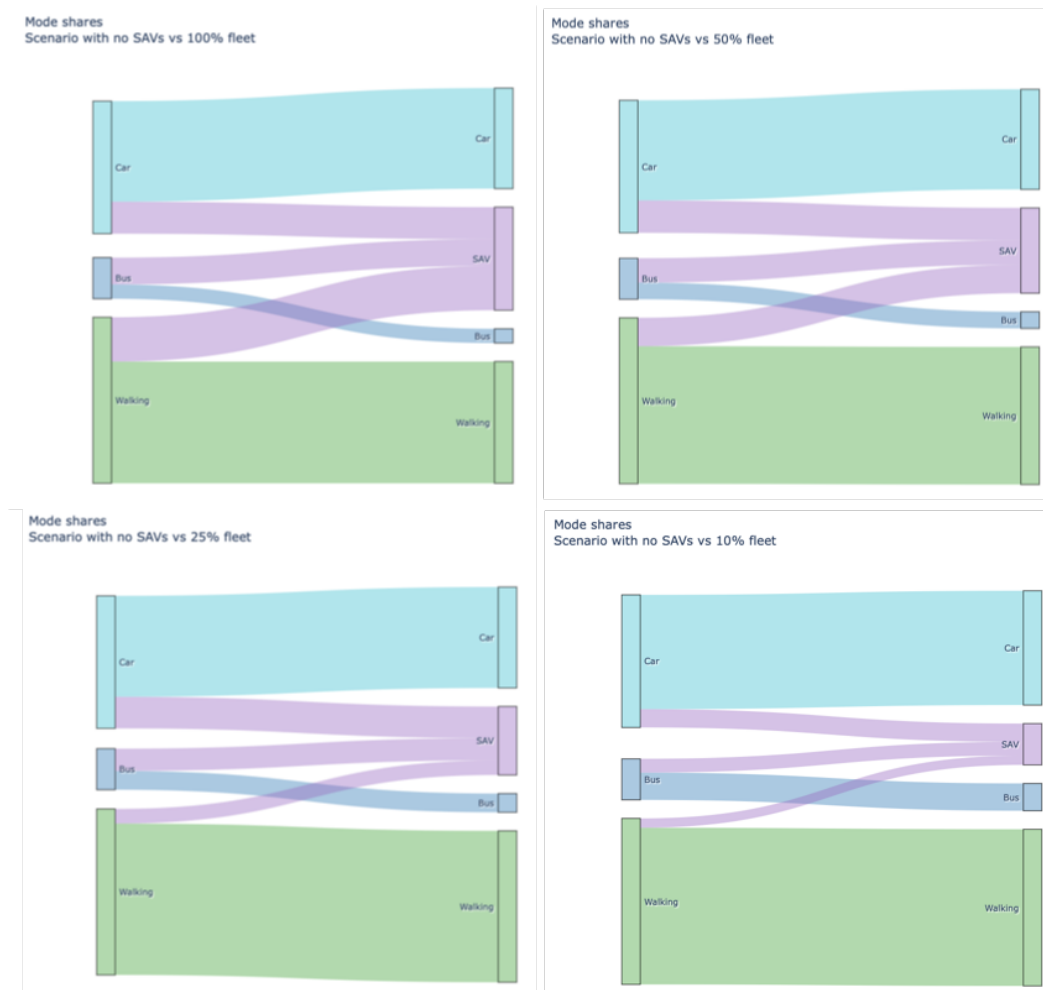 Mode shares
Scenario with no SAVs vs 100% fleet
Car
Car
SAV
Bus
Bus
Walking
Walking
Mode shares
Scenario with no SAVs vs 50% fleet
Car
Car
SAV
Bus
Bus
Walking
Walking
Mode shares
Scenario with no SAVs vs 25% fleet
Car
Car
SAV
Bus
Bus
Walking
Walking
Mode shares
Scenario with no SAVs vs 10% fleet
Car
Car
SAV
Bus
Bus
Walking
Walking